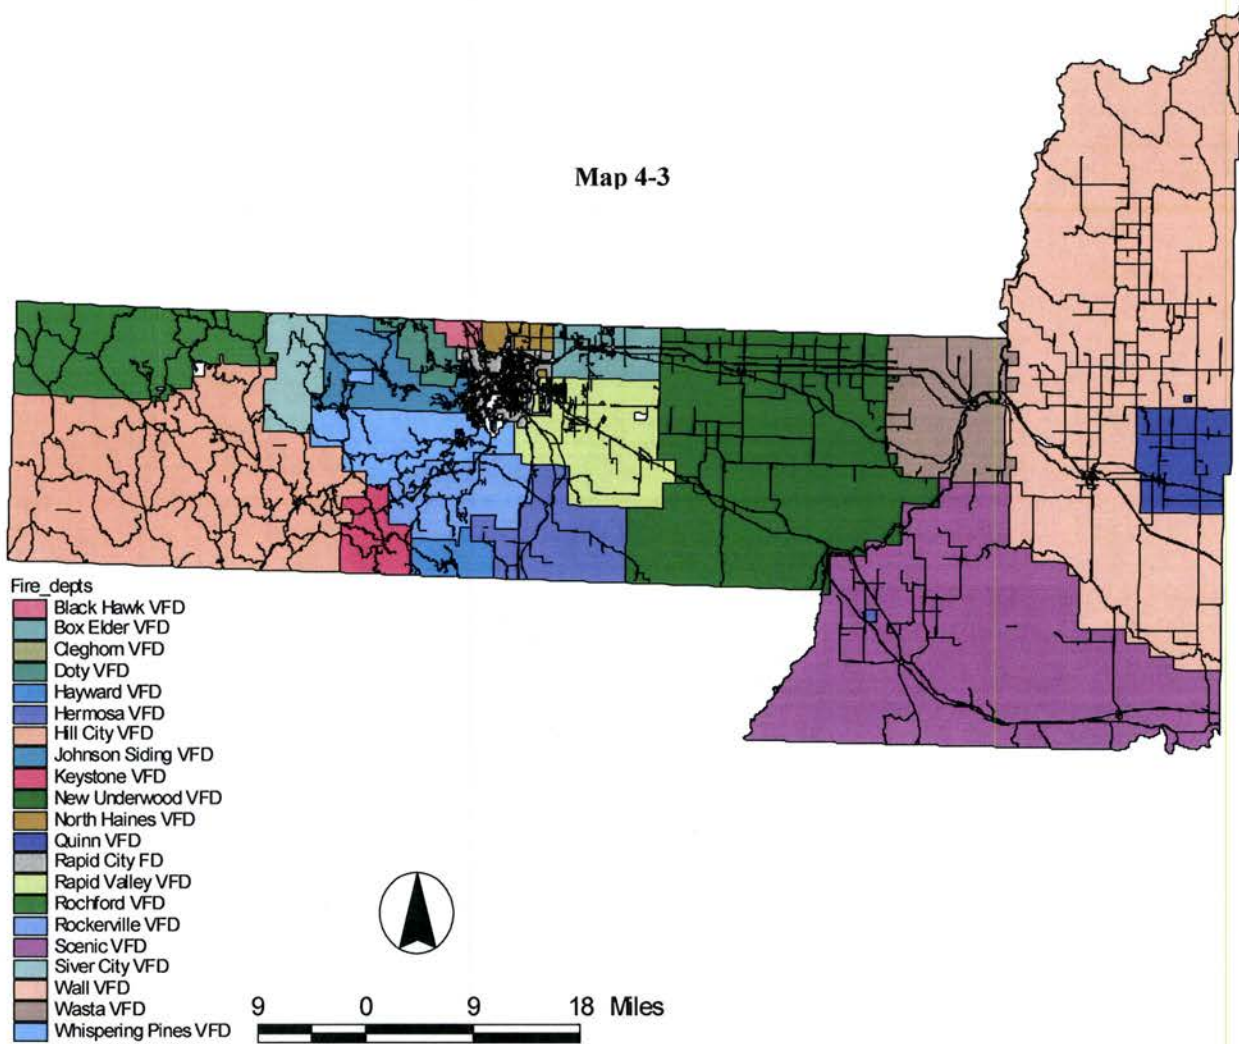 Map 4-3
Fire_depts
Black Hawk VFD
Box Elder VFD
Cleghorn VFD
Doty VFD
Hayward VFD
Hermosa VFD
Hill City VFD
Johnson Siding VFD
Keystone VFD
New Underwood VFD
North Haines VFD
Quinn VFD
Rapid City FD
Rapid Valley VFD
Rochford VFD
Rockerville VFD
Scenic VFD
Siver City VFD
Wall VFD
Wasta VFD
Whispering Pines VFD
9 0 9 18 Miles